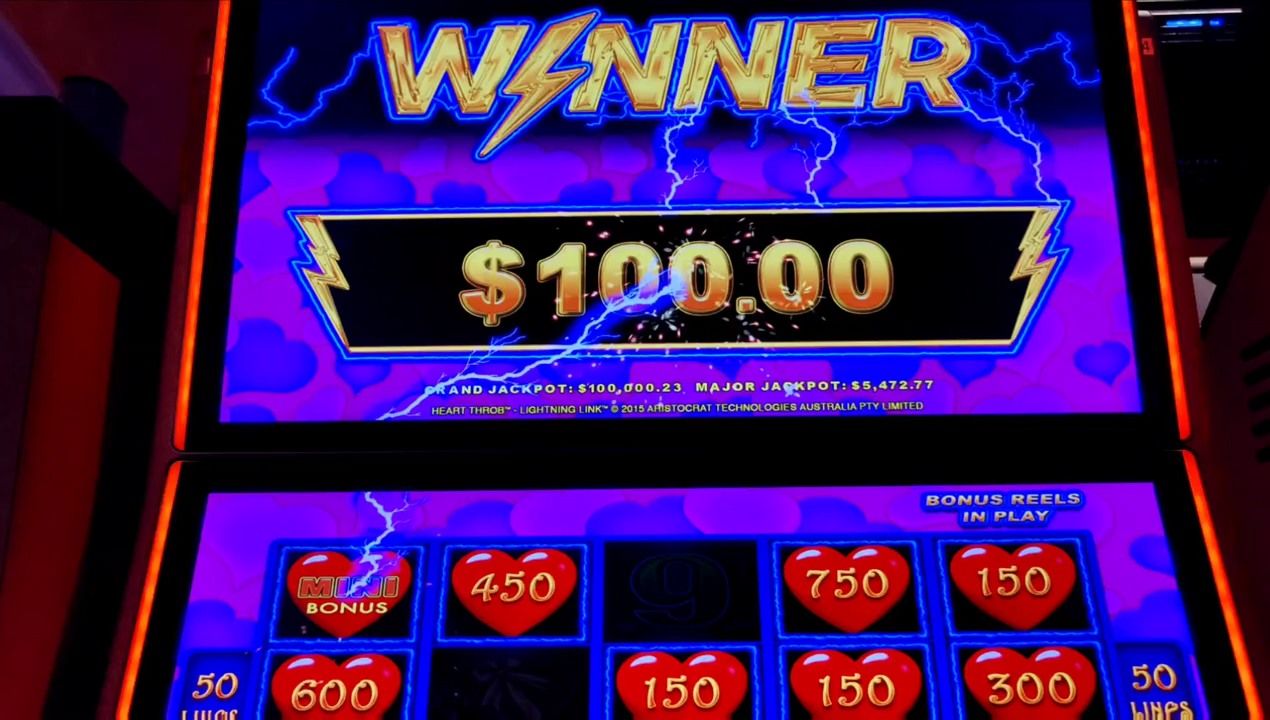 WINNER
$100.00
GRAND JACKPOT: $100,000.23 MAJOR JACKPOT: $5,472.77
HEART THROB™ - LIGHTNING LINK™ © 2015 ARISTOCRAT TECHNOLOGIES AUSTRALIA PTY LIMITED
BONUS REELS
IN PLAY
MINI
BONUS
450
9
750
150
50
LINES
600
150
150
300
50
LINES